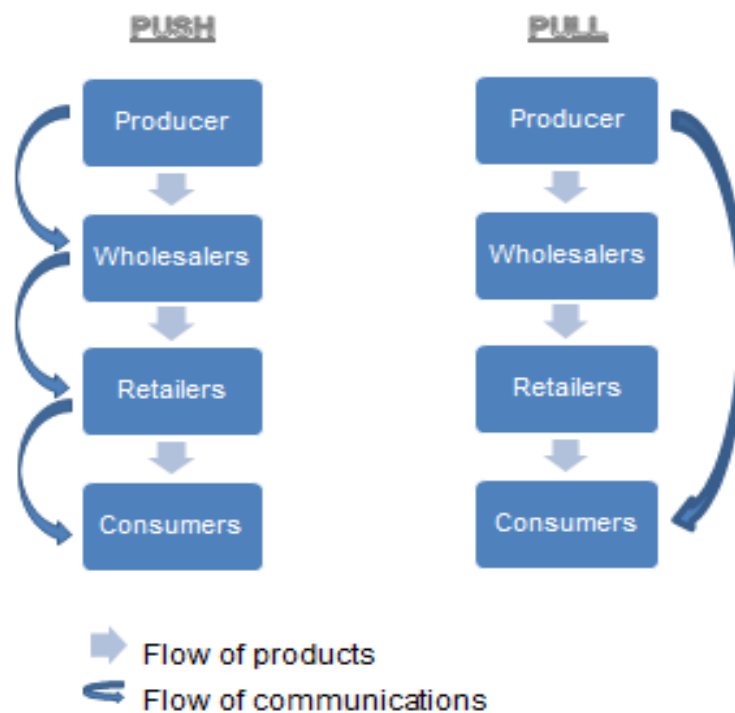 PUSH
Producer
Wholesalers
Retailers
Consumers
PULL
Producer
Wholesalers
Retailers
Consumers
Flow of products
Flow of communications